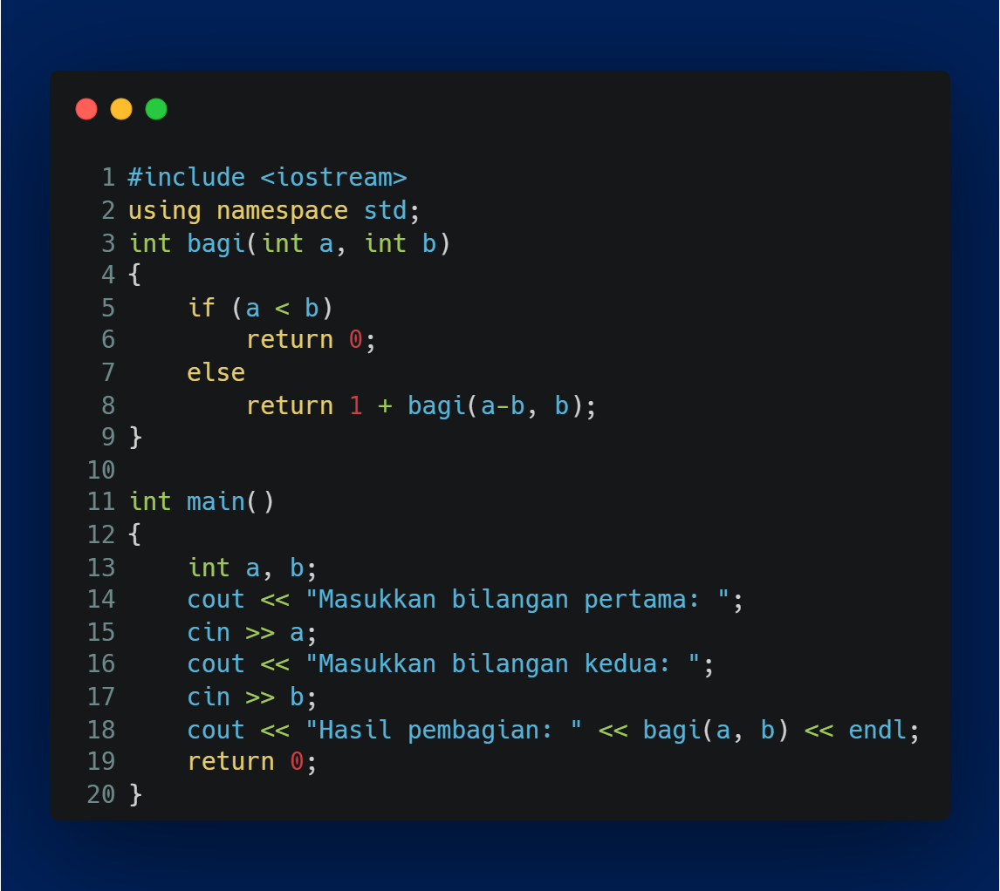 1 #include <iostream>
2 using namespace std;
3 int bagi(int a, int b)
4 {
5     if (a < b)
6         return 0;
7     else
8         return 1 + bagi(a-b, b);
9 }
10
11 int main()
12 {
13     int a, b;
14     cout << "Masukkan bilangan pertama: ";
15     cin >> a;
16     cout << "Masukkan bilangan kedua: ";
17     cin >> b;
18     cout << "Hasil pembagian: " << bagi(a, b) << endl;
19     return 0;
20 }